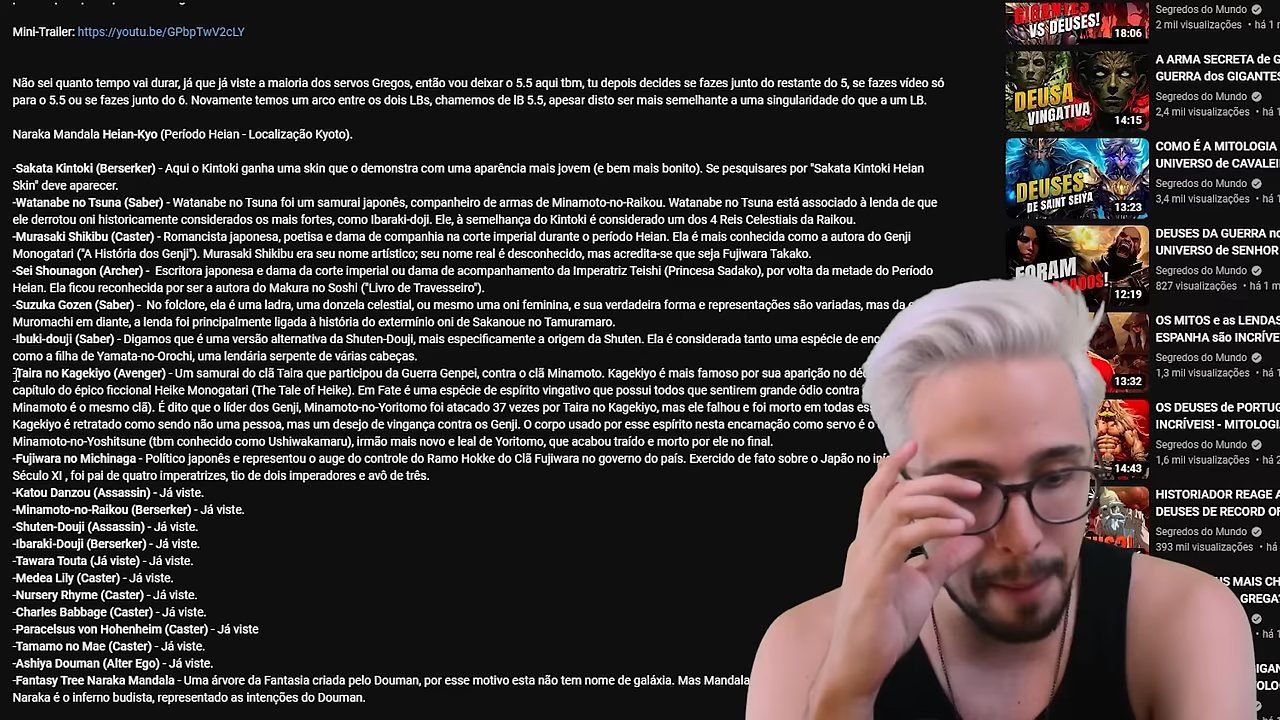 Mini-Trailer: https://youtu.be/GPbpTwV2cLY
Não sei quanto tempo vai durar, já que já viste a maioria dos servos Gregos, então vou deixar o 5.5 aqui tbm, tu depois decides se fazes junto do restante do 5, se fazes vídeo só
para o 5.5 ou se fazes junto do 6. Novamente temos um arco entre os dois LBs, chamemos de lB 5.5, apesar disto ser mais semelhante a uma singularidade do que a um LB.
Naraka Mandala Heian-Kyo (Período Heian - Localização Kyoto).
-Sakata Kintoki (Berserker) - Aqui o Kintoki ganha uma skin que o demonstra com uma aparência mais jovem (e bem mais bonito). Se pesquisares por "Sakata Kintoki Heian
Skin" deve aparecer.
-Watanabe no Tsuna (Saber) - Watanabe no Tsuna foi um samurai japonês, companheiro de armas de Minamoto-no-Raikou. Watanabe no Tsuna está associado à lenda de que
ele derrotou oni historicamente considerados os mais fortes, como Ibaraki-doji. Ele, à semelhança do Kintoki é considerado um dos 4 Reis Celestiais da Raikou.
-Murasaki Shikibu (Caster) - Romancista japonesa, poetisa e dama de companhia na corte imperial durante o período Heian. Ela é mais conhecida como a autora do Genji
Monogatari ("A História dos Genji"). Murasaki Shikibu era seu nome artístico; seu nome real é desconhecido, mas acredita-se que seja Fujiwara Takako.
-Sei Shounagon (Archer) - Escritora japonesa e dama da corte imperial ou dama de acompanhamento da Imperatriz Teishi (Princesa Sadako), por volta da metade do Período
Heian. Ela ficou reconhecida por ser a autora do Makura no Soshi ("Livro de Travesseiro").
-Suzuka Gozen (Saber) - No folclore, ela é uma ladra, uma donzela celestial, ou mesmo uma oni feminina, e sua verdadeira forma e representações são variadas, mas da
Muromachi em diante, a lenda foi principalmente ligada à história do extermínio oni de Sakanoue no Tamuramaro.
-Ibuki-douji (Saber) - Digamos que é uma versão alternativa da Shuten-Douji, mais especificamente a origem da Shuten. Ela é considerada tanto uma espécie de
como a filha de Yamata-no-Orochi, uma lendária serpente de várias cabeças.
-Taira no Kagekiyo (Avenger) - Um samurai do clã Taira que participou da Guerra Genpei, contra o clã Minamoto. Kagekiyo é mais famoso por sua aparição no
capítulo do épico ficcional Heike Monogatari (The Tale of Heike). Em Fate é uma espécie de espírito vingativo que possui todos que sentirem grande ódio contra
Minamoto é o mesmo clã). É dito que o líder dos Genji, Minamoto-no-Yoritomo foi atacado 37 vezes por Taira no Kagekiyo, mas ele falhou e foi morto em todas
Kagekiyo é retratado como sendo não uma pessoa, mas um desejo de vingança contra os Genji. O corpo usado por esse espírito nesta encarnação como servo é o
Minamoto-no-Yoshitsune (tbm conhecido como Ushiwakamaru), irmão mais novo e leal de Yoritomo, que acabou traído e morto por ele no final.
-Fujiwara no Michinaga - Político japonês e representou o auge do controle do Ramo Hokke do Clã Fujiwara no governo do país. Exercido de fato sobre o Japão no
Século XI , foi pai de quatro imperatrizes, tio de dois imperadores e avô de três.
-Katou Danzou (Assassin) - Já viste.
-Minamoto-no-Raikou (Berserker) - Já viste.
-Shuten-Douji (Assassin) - Já viste.
-Ibaraki-Douji (Berserker) - Já viste.
-Tawara Touta (Já viste) - Já viste.
-Medea Lily (Caster) - Já viste.
-Nursery Rhyme (Caster) - Já viste.
-Charles Babbage (Caster) - Já viste.
-Paracelsus von Hohenheim (Caster) - Já viste
-Tamamo no Mae (Caster) - Já viste.
-Ashiya Douman (Alter Ego) - Já viste.
-Fantasy Tree Naraka Mandala - Uma árvore da Fantasia criada pelo Douman, por esse motivo esta não tem nome de galáxia. Mas Mandala
Naraka é o inferno budista, representado as intenções do Douman.
GIGANTES
VS DEUSES!
18:06
Segredos do Mundo
2 mil visualizações • há 1
DEUSA
VINGATIVA
14:15
A ARMA SECRETA de
GUERRA dos GIGANTES
Segredos do Mundo
2,4 mil visualizações • há 1
DEUSES
DE SAINT SEIYA
13:23
COMO É A MITOLOGIA
UNIVERSO de CAVALEI
Segredos do Mundo
3,4 mil visualizações • há 1
FORAM
12:19
DEUSES DA GUERRA
UNIVERSO de SENHOR
Segredos do Mundo
827 visualizações • há 1
13:32
OS MITOS e as LENDAS
ESPANHA são INCRÍVE
Segredos do Mundo
1,3 mil visualizações • há
14:43
OS DEUSES de PORTUG
INCRÍVEIS! - MITOLOGI
Segredos do Mundo
1,6 mil visualizações • há
HISTORIADOR REAGE
DEUSES DE RECORD OF
Segredos do Mundo
393 mil visualizações • há
MAIS
GREGA?